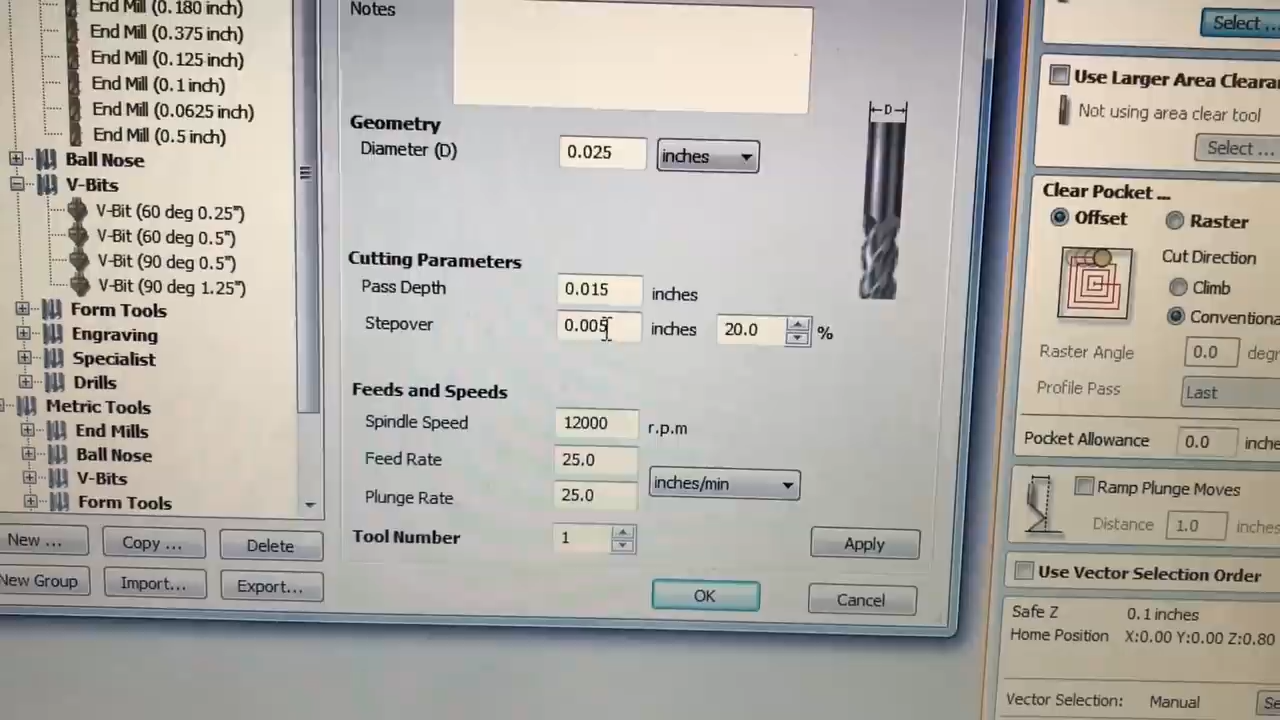 End Mill (0.180 inch)
End Mill (0.375 inch)
End Mill (0.125 inch)
End Mill (0.1 inch)
End Mill (0.0625 inch)
End Mill (0.5 inch)
Ball Nose
V-Bits
V-Bit (60 deg 0.25")
V-Bit (60 deg 0.5")
V-Bit (90 deg 0.5")
V-Bit (90 deg 1.25")
Form Tools
Engraving
Specialist
Drills
Metric Tools
End Mills
Ball Nose
V-Bits
Form Tools
New ...
Copy ...
Delete
New Group
Import...
Export...
Notes
Geometry
Diameter (D) 0.025 inches
D
Cutting Parameters
Pass Depth 0.015 inches
Stepover 0.005 inches 20.0 %
Feeds and Speeds
Spindle Speed 12000 r.p.m
Feed Rate 25.0
inches/min
Plunge Rate 25.0
Tool Number 1
Apply
OK
Cancel
Select ...
Use Larger Area Cleara
Not using area clear tool
Select ...
Clear Pocket ...
Offset
Raster
Cut Direction
Climb
Conventiona
Raster Angle 0.0 degr
Profile Pass Last
Pocket Allowance 0.0 inche
Ramp Plunge Moves
Distance 1.0 inches
Use Vector Selection Order
Safe Z 0.1 inches
Home Position X:0.00 Y:0.00 Z:0.80
Vector Selection: Manual Se